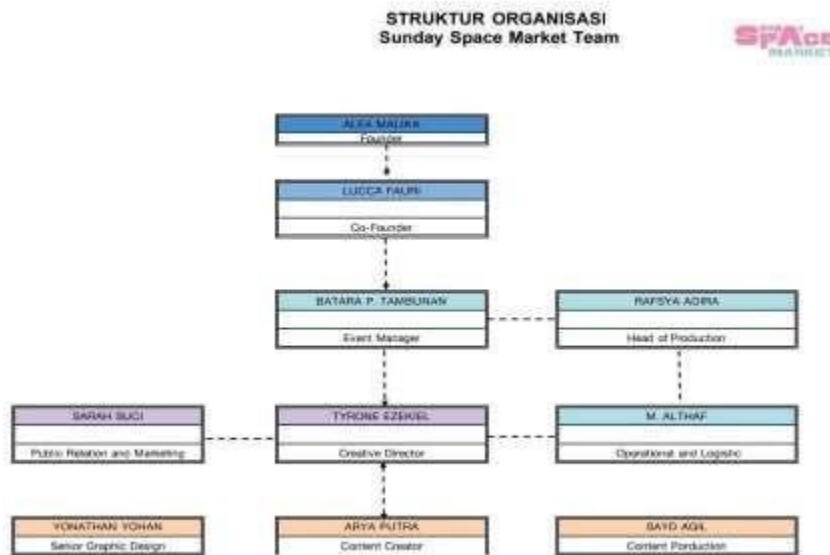 STRUKTUR ORGANISASI
Sunday Space Market Team
SPACE
MARKET
ALFA MALIKA
Founder
LUCCA FAURI
Co-Founder
BATARA P. TAMBUNAN
Event Manager
RAFSYA ADIRA
Head of Production
SARAH SUCI
Public Relation and Marketing
TYRONE EZEKIEL
Creative Director
M. ALTHAF
Operational and Logistic
YONATHAN YOHAN
Senior Graphic Design
ARYA PUTRA
Content Creator
SAYD AQIL
Content Porduction